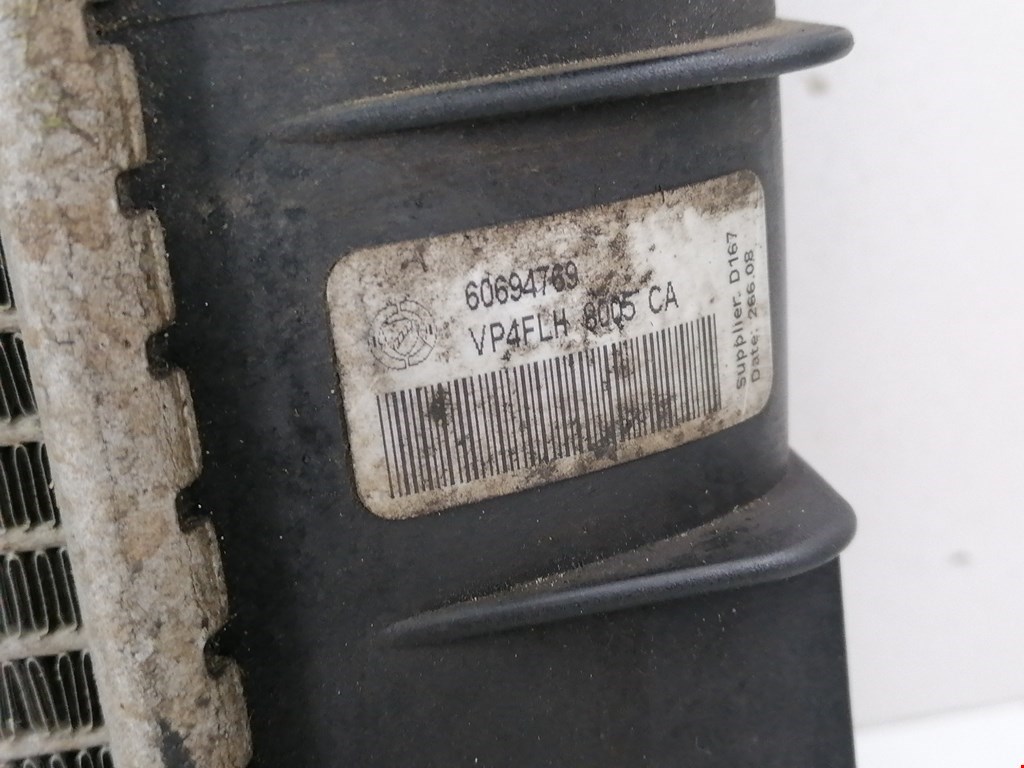 60694769
VP4FLH 8005 CA
Supplier. D167
Date. 266.08